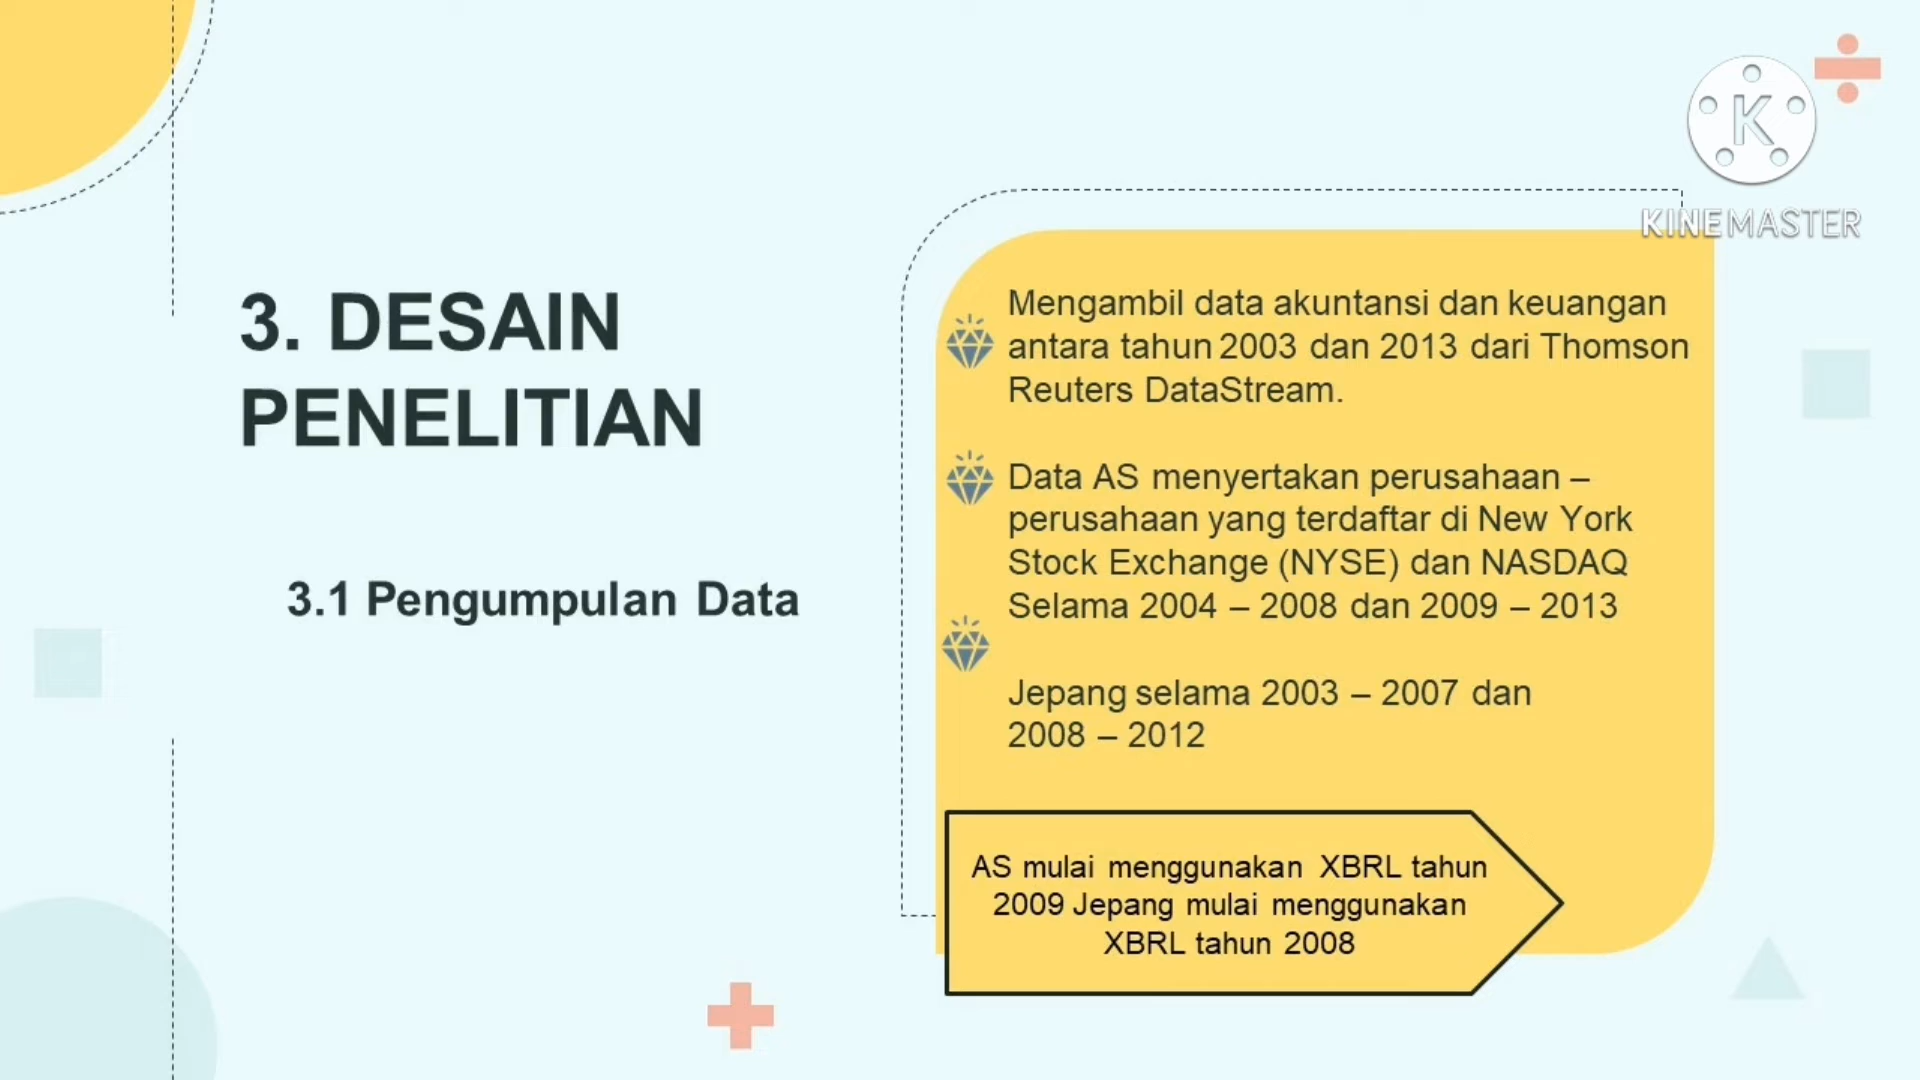 3. DESAIN
PENELITIAN
3.1 Pengumpulan Data
Mengambil data akuntansi dan keuangan
antara tahun 2003 dan 2013 dari Thomson
Reuters DataStream.
Data AS menyertakan perusahaan –
perusahaan yang terdaftar di New York
Stock Exchange (NYSE) dan NASDAQ
Selama 2004 – 2008 dan 2009 – 2013
Jepang selama 2003 – 2007 dan
2008 – 2012
AS mulai menggunakan XBRL tahun
2009 Jepang mulai menggunakan
XBRL tahun 2008
K
KINEMASTER